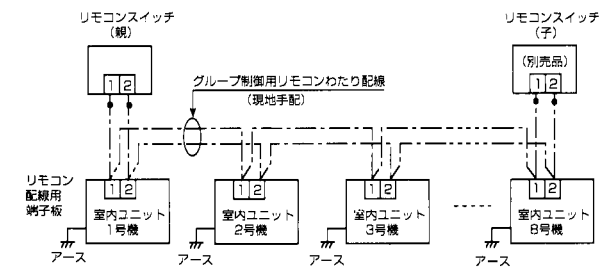 リモコンスイッチ
(親)
1 2
リモコンスイッチ
(子)
(別売品)
1 2
グループ制御用リモコンわたり配線
(現地手配)
リモコン
配線用
端子板
1 2
室内ユニット
1号機
アース
1 2
室内ユニット
2号機
アース
1 2
室内ユニット
3号機
アース
1 2
室内ユニット
8号機
アース